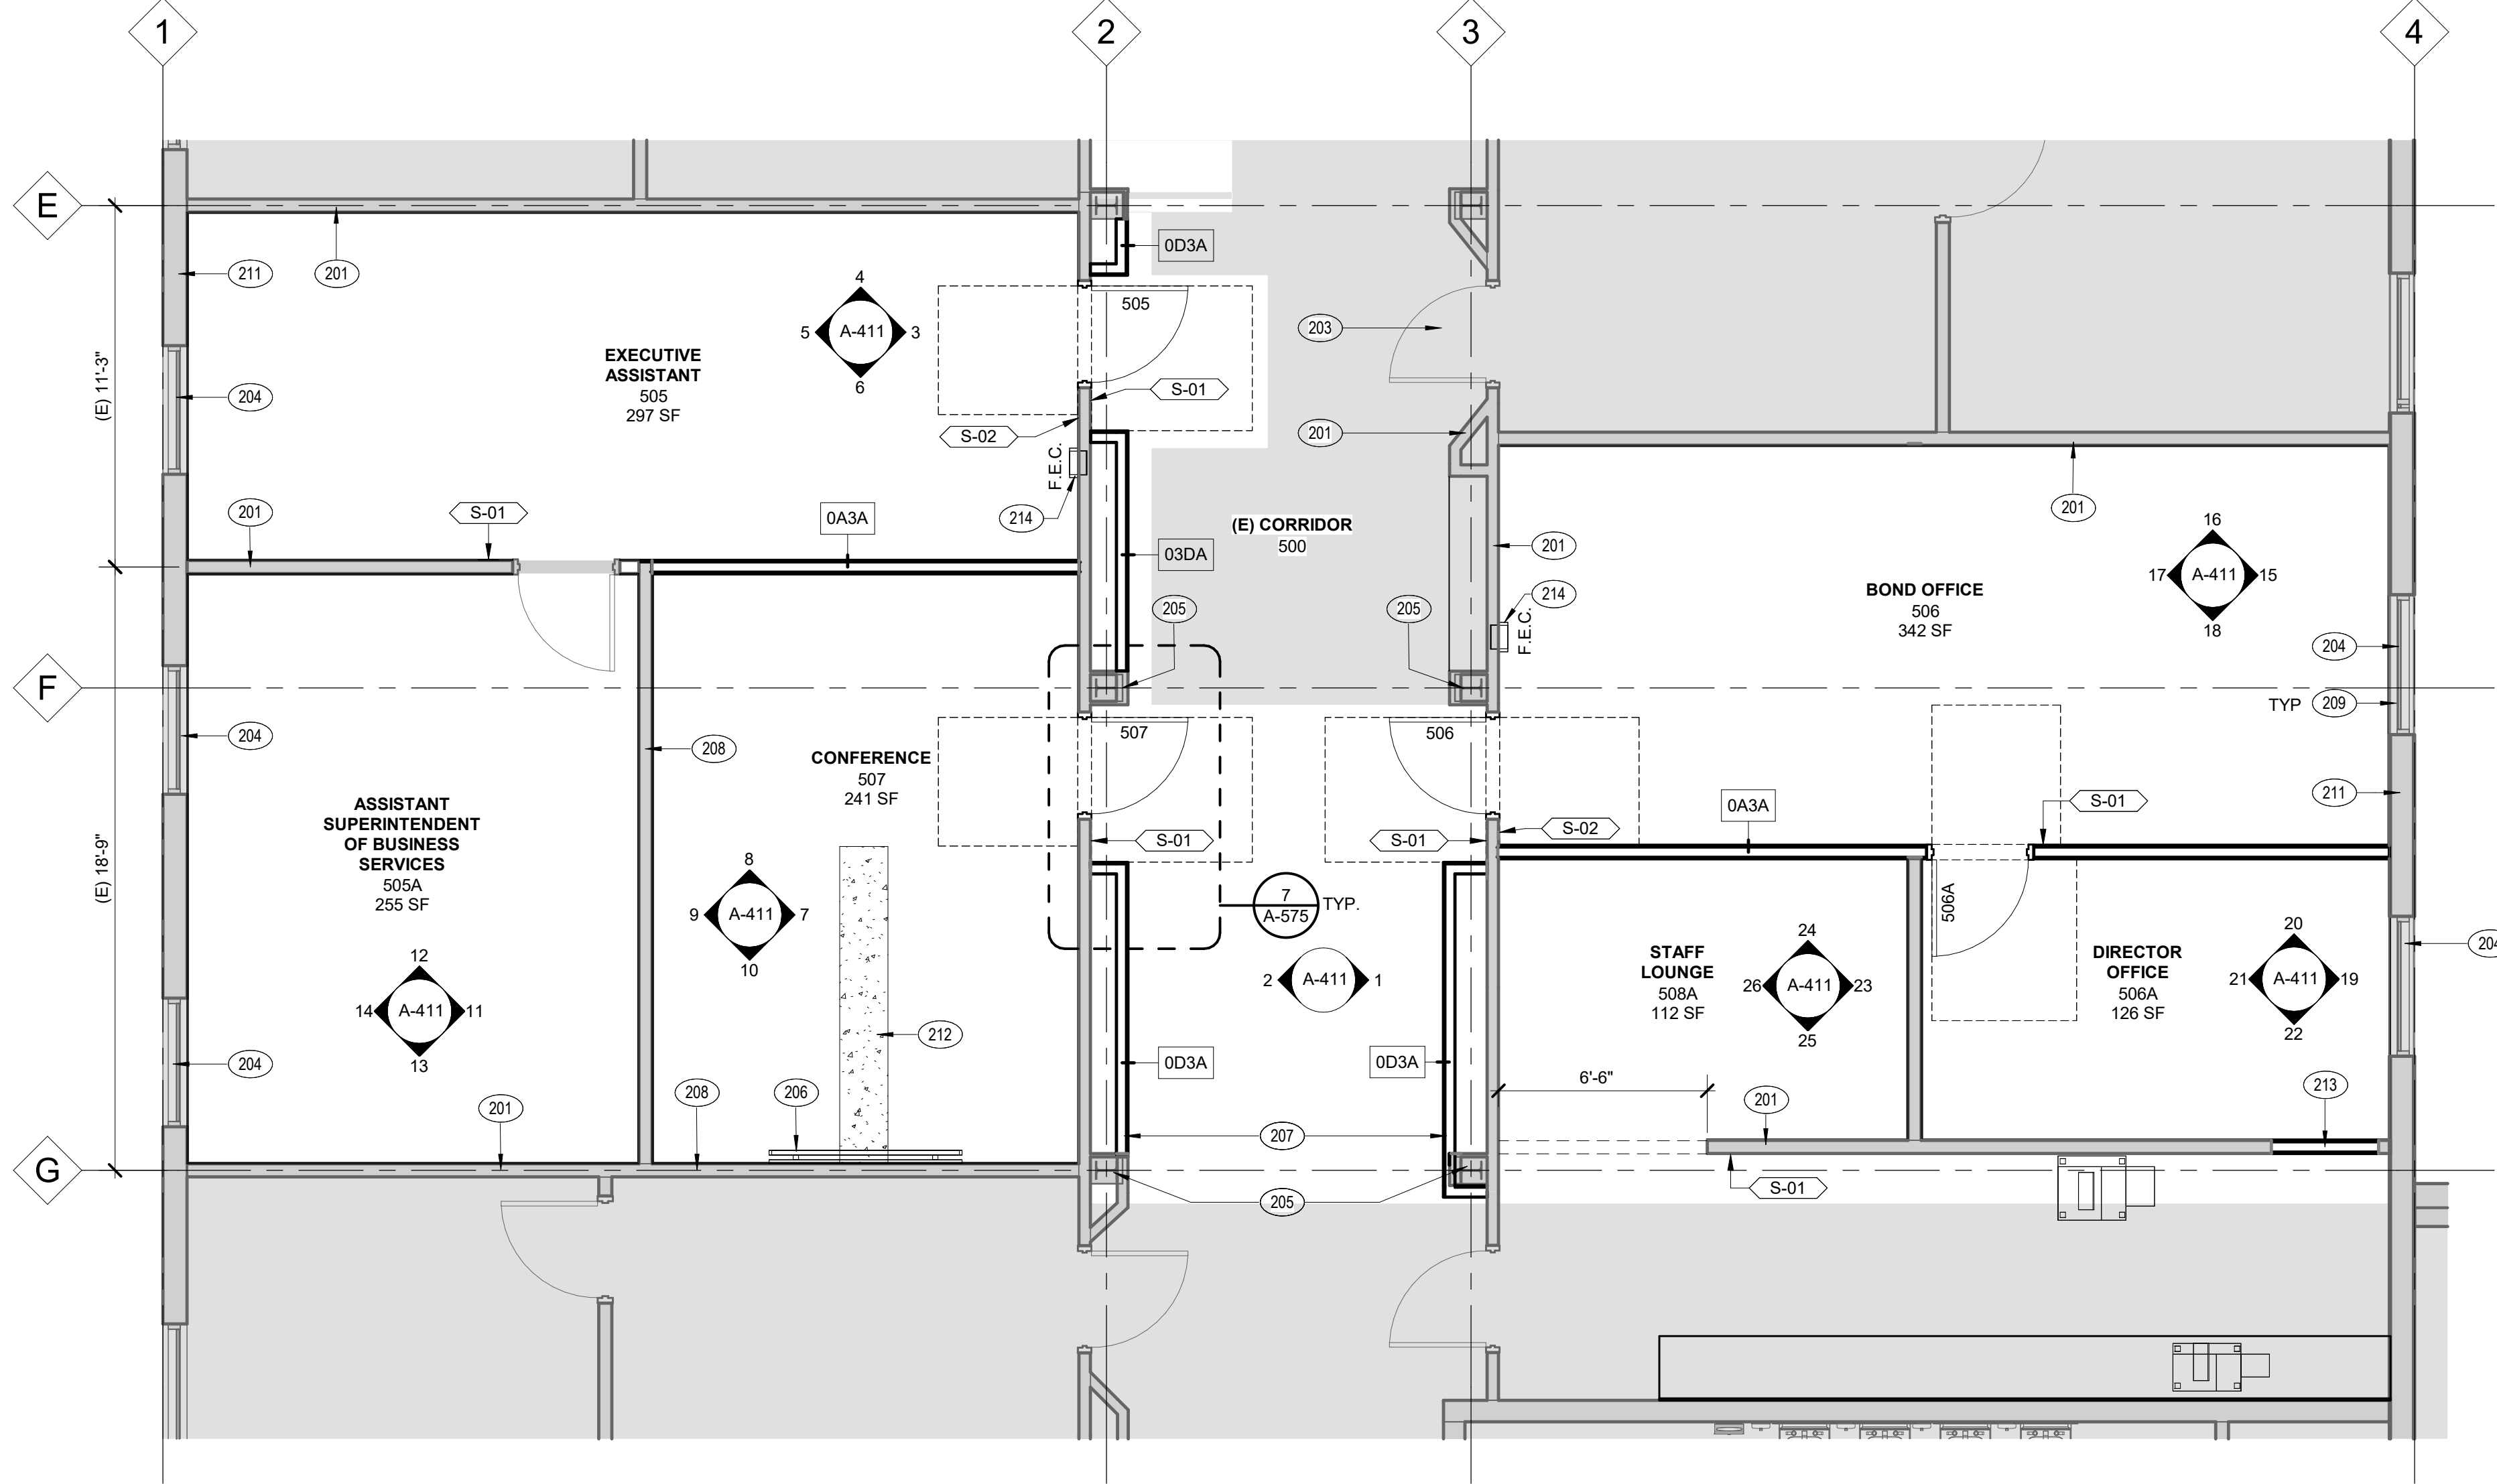 1
2
3
4
E
0D3A
211
201
4
5
A-411
3
6
505
203
EXECUTIVE
ASSISTANT
505
297 SF
(E) 11'-3"
204
S-01
S-02
201
F.E.C.
201
S-01
0A3A
214
(E) CORRIDOR
500
03DA
201
201
16
17
A-411
15
18
BOND OFFICE
506
342 SF
214
F.E.C.
205
205
204
F
TYP
209
507
506
204
208
CONFERENCE
507
241 SF
211
S-01
0A3A
S-02
S-01
S-01
ASSISTANT
SUPERINTENDENT
OF BUSINESS
SERVICES
505A
255 SF
(E) 18'-9"
8
9
A-411
7
10
7
A-575
TYP.
506A
204
STAFF
LOUNGE
508A
112 SF
24
26
A-411
23
25
DIRECTOR
OFFICE
506A
126 SF
20
21
A-411
19
22
12
14
A-411
11
13
2
A-411
1
212
204
0D3A
0D3A
6'-6"
213
208
206
201
201
207
G
S-01
205